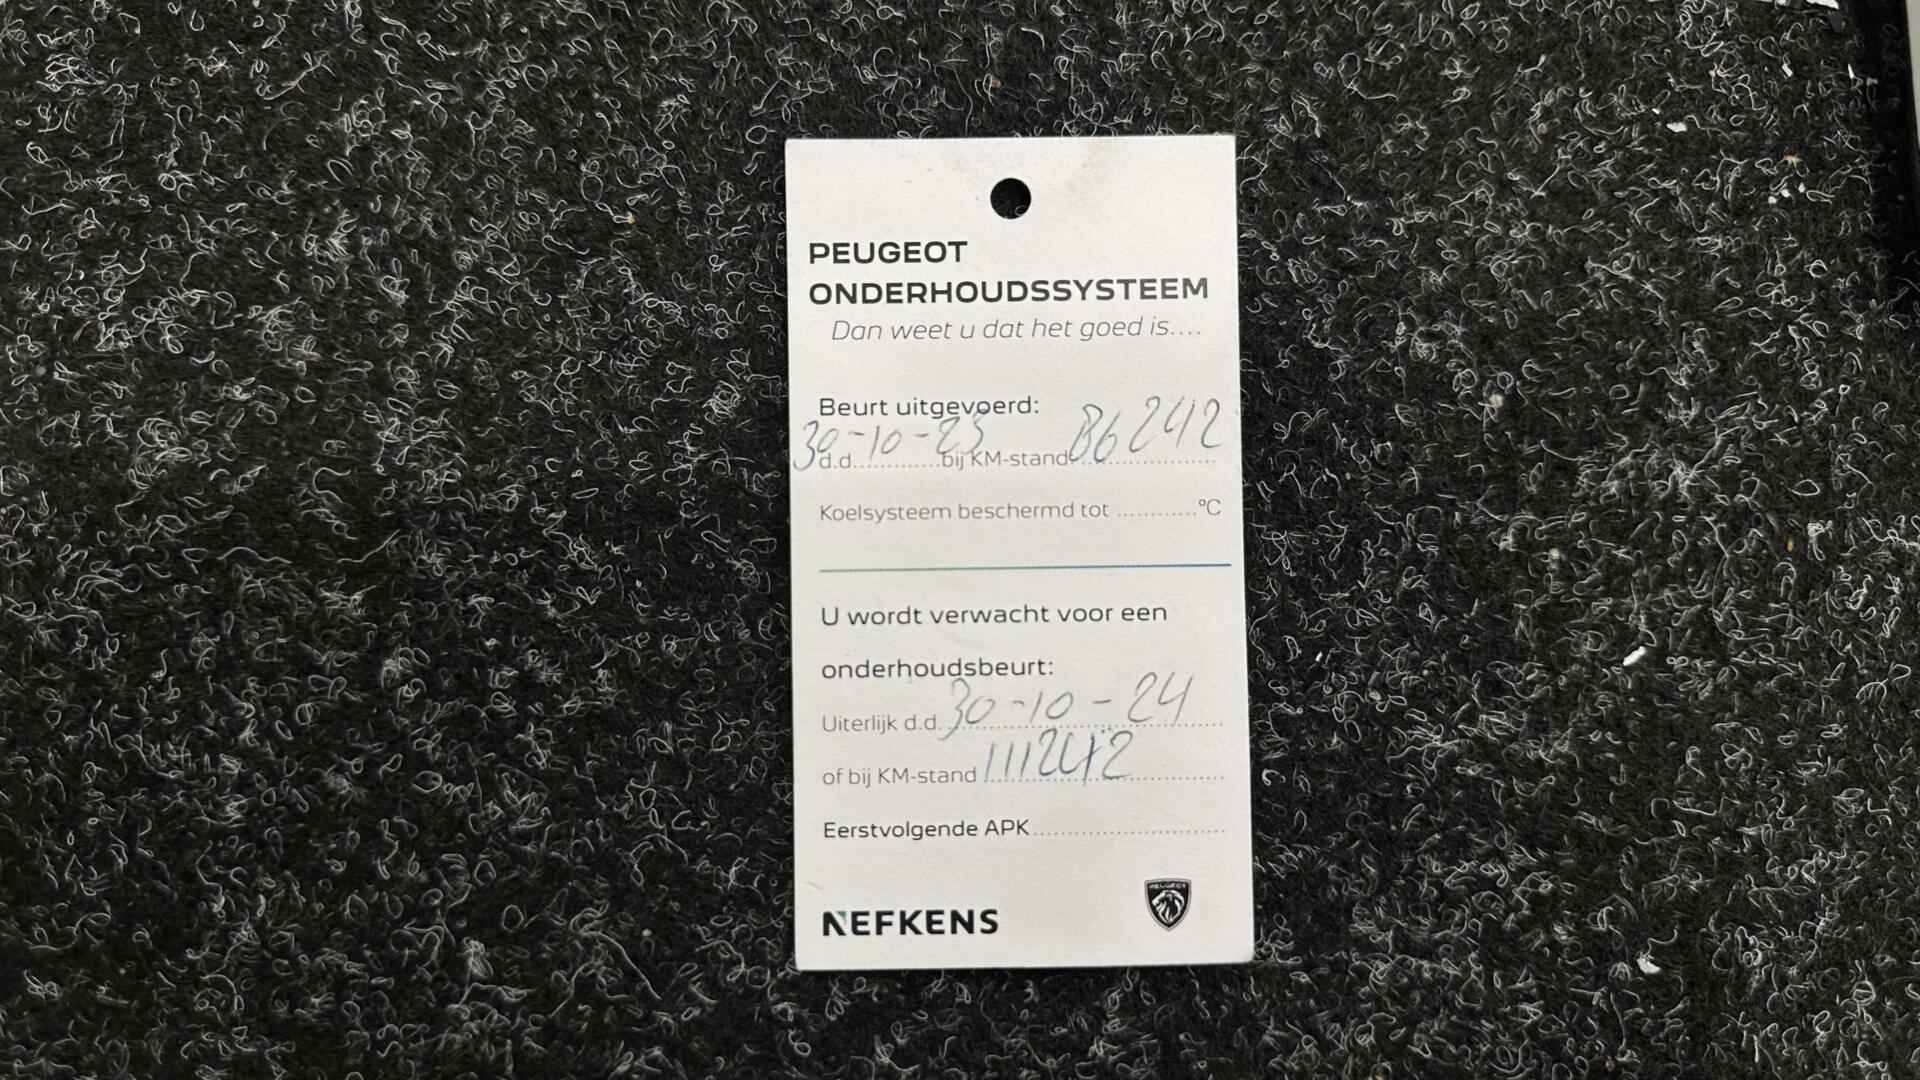 PEUGEOT
ONDERHOUDSSYSTEEM
Dan weet u dat het goed is....
Beurt uitgevoerd:
d.d. 30-10-23 bij KM-stand 86242
Koelsysteem beschermd tot ............°C
U wordt verwacht voor een
onderhoudsbeurt:
Uiterlijk d.d. 30-10-24
of bij KM-stand 111242
Eerstvolgende APK..............................
NEFKENS
PEUGEOT